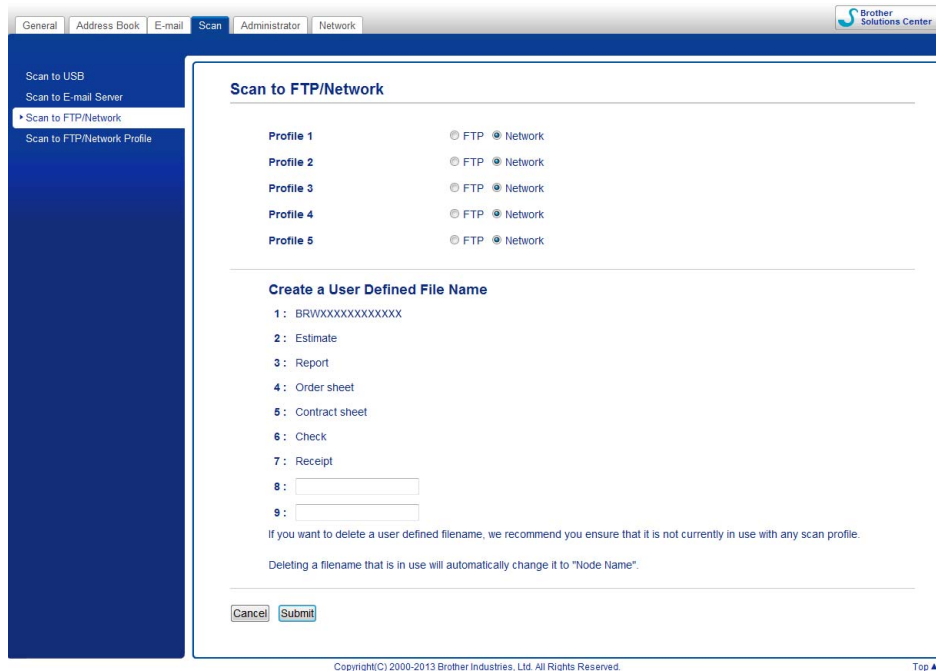 General Address Book E-mail Scan Administrator Network
Brother
Solutions Center
Scan to USB
Scan to E-mail Server
Scan to FTP/Network
Scan to FTP/Network Profile
Scan to FTP/Network
Profile 1 FTP Network
Profile 2 FTP Network
Profile 3 FTP Network
Profile 4 FTP Network
Profile 5 FTP Network
Create a User Defined File Name
1 : BRWXXXXXXXXXXXX
2 : Estimate
3 : Report
4 : Order sheet
5 : Contract sheet
6 : Check
7 : Receipt
8 :
9 :
If you want to delete a user defined filename, we recommend you ensure that it is not currently in use with any scan profile.
Deleting a filename that is in use will automatically change it to "Node Name".
Cancel Submit
Copyright(C) 2000-2013 Brother Industries, Ltd. All Rights Reserved. Top▲